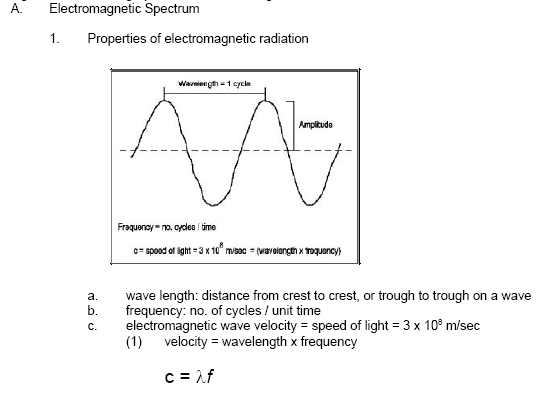 A. Electromagnetic Spectrum
1. Properties of electromagnetic radiation
Wavelength = 1 cycle
Amplitude
Frequency = no. cycles / time
c = speed of light = 3 x 10⁸ m/sec = (wavelength x frequency)
a. wave length: distance from crest to crest, or trough to trough on a wave
b. frequency: no. of cycles / unit time
c. electromagnetic wave velocity = speed of light = 3 x 10⁸ m/sec
(1) velocity = wavelength x frequency
c = λf